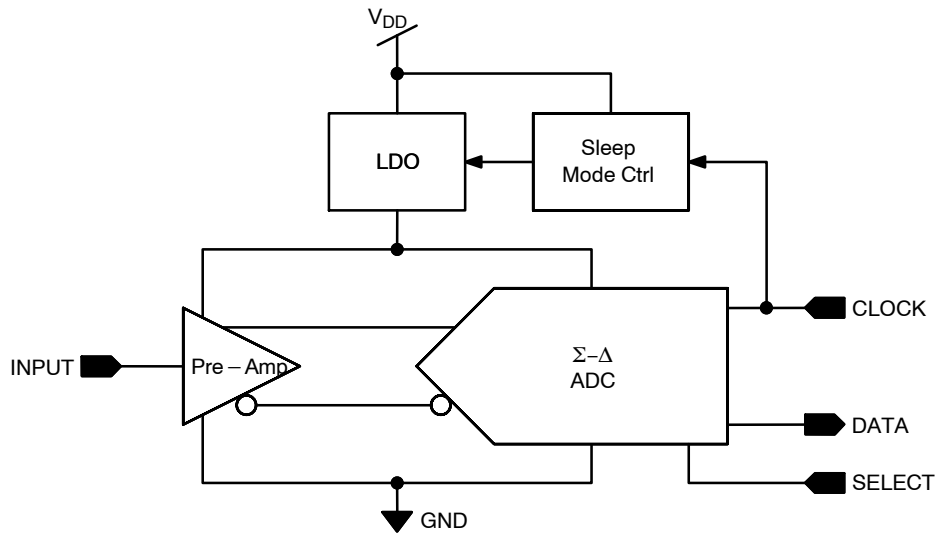 VDD
LDO
Sleep
Mode Ctrl
INPUT
Pre – Amp
Σ–Δ
ADC
CLOCK
DATA
SELECT
GND